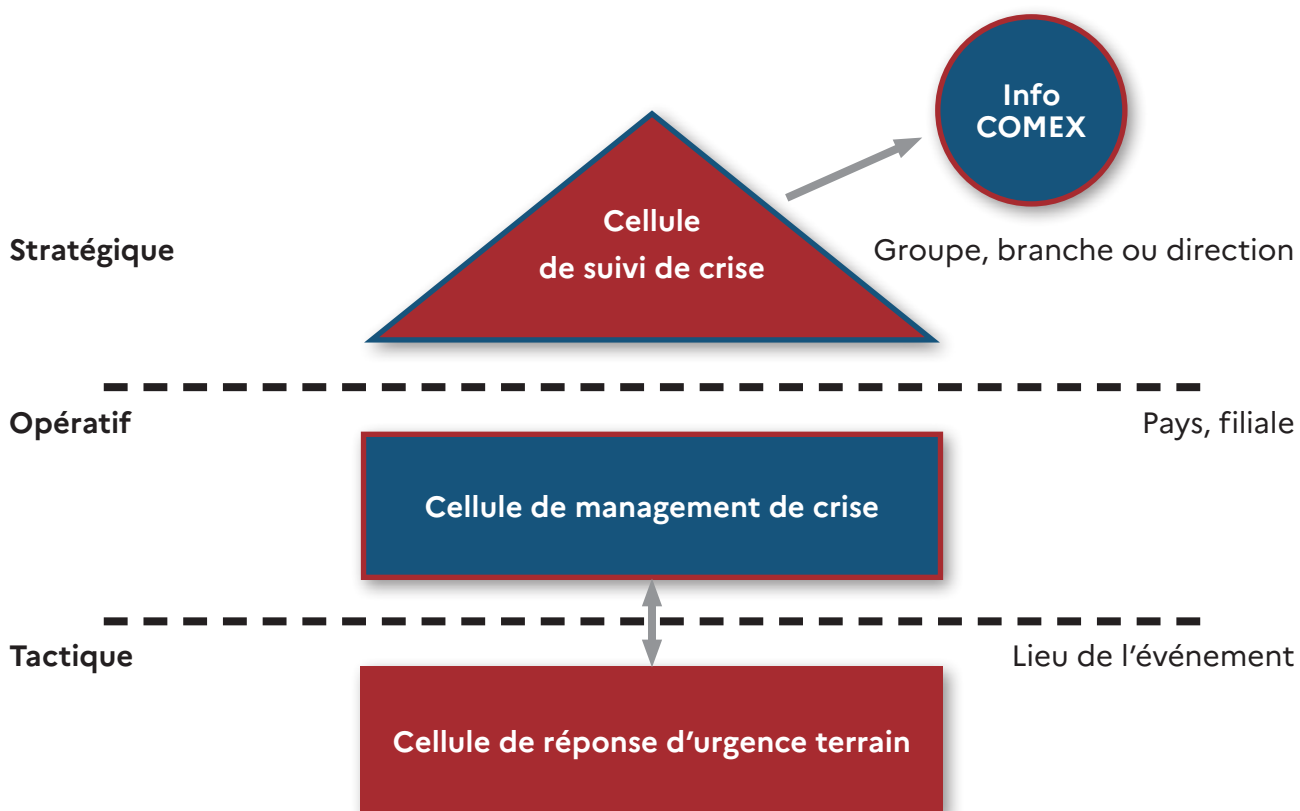 Info
COMEX
Cellule
de suivi de crise
Stratégique
Groupe, branche ou direction
Opératif
Pays, filiale
Cellule de management de crise
Tactique
Lieu de l’événement
Cellule de réponse d’urgence terrain